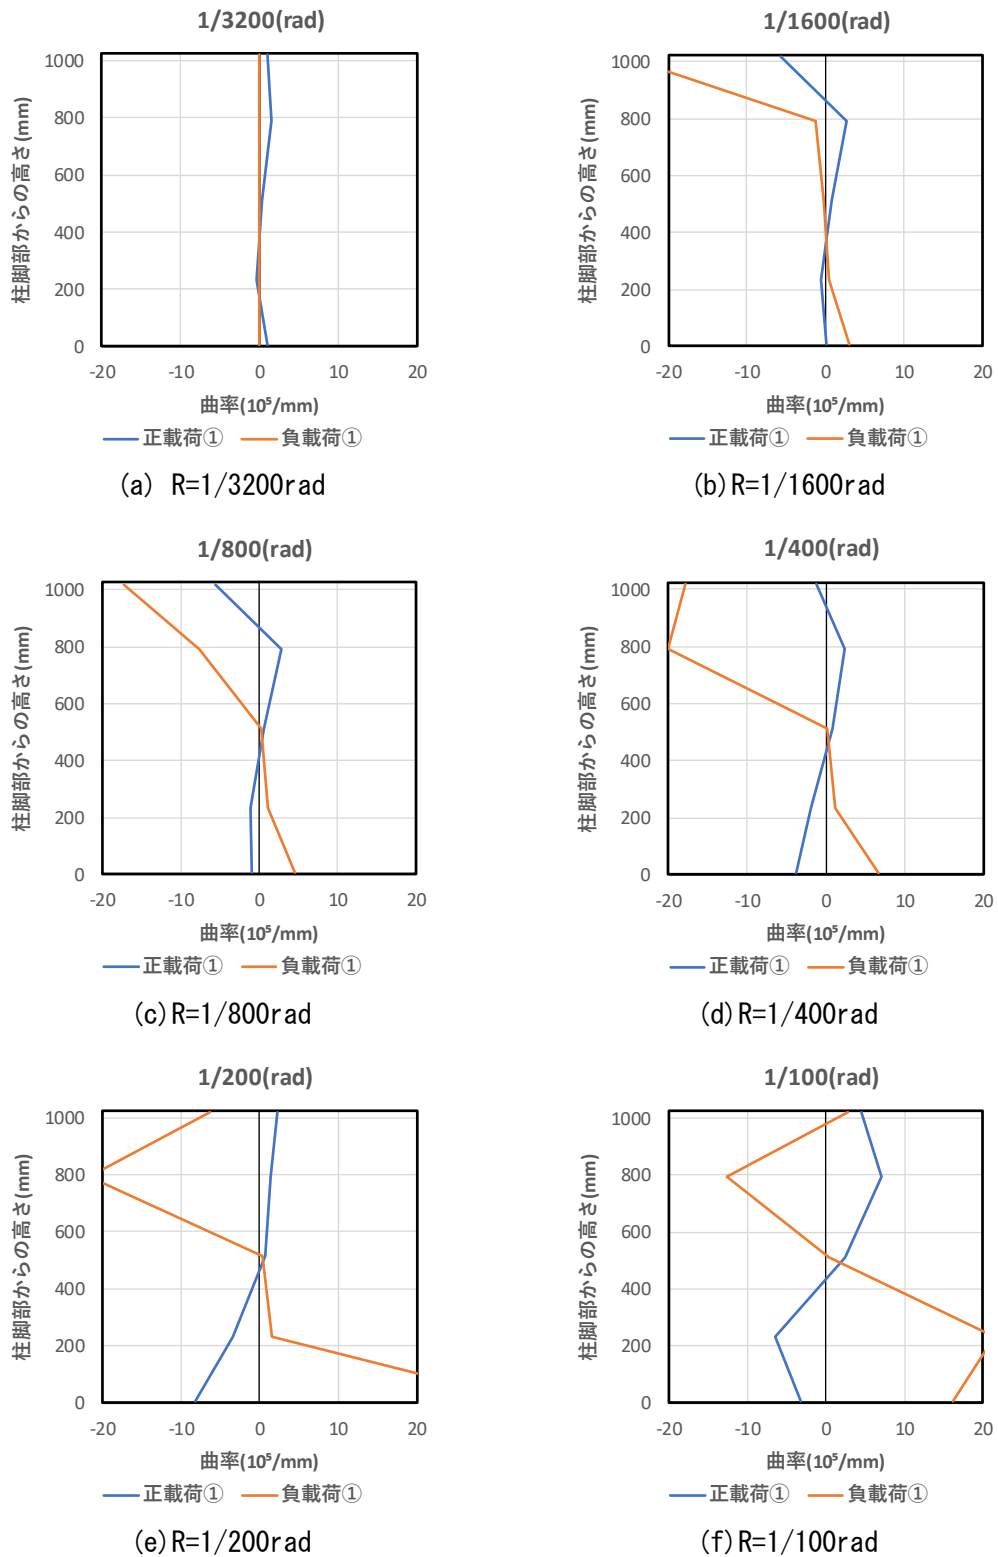 1/3200(rad)
柱脚部からの高さ(mm)
1000
800
600
400
200
0
-20 -10 0 10 20
曲率(10⁵/mm)
正載荷① 負載荷①
(a) R=1/3200rad
1/1600(rad)
柱脚部からの高さ(mm)
1000
800
600
400
200
0
-20 -10 0 10 20
曲率(10⁵/mm)
正載荷① 負載荷①
(b)R=1/1600rad
1/800(rad)
柱脚部からの高さ(mm)
1000
800
600
400
200
0
-20 -10 0 10 20
曲率(10⁵/mm)
正載荷① 負載荷①
(c)R=1/800rad
1/400(rad)
柱脚部からの高さ(mm)
1000
800
600
400
200
0
-20 -10 0 10 20
曲率(10⁵/mm)
正載荷① 負載荷①
(d)R=1/400rad
1/200(rad)
柱脚部からの高さ(mm)
1000
800
600
400
200
0
-20 -10 0 10 20
曲率(10⁵/mm)
正載荷① 負載荷①
(e)R=1/200rad
1/100(rad)
柱脚部からの高さ(mm)
1000
800
600
400
200
0
-20 -10 0 10 20
曲率(10⁵/mm)
正載荷① 負載荷①
(f)R=1/100rad